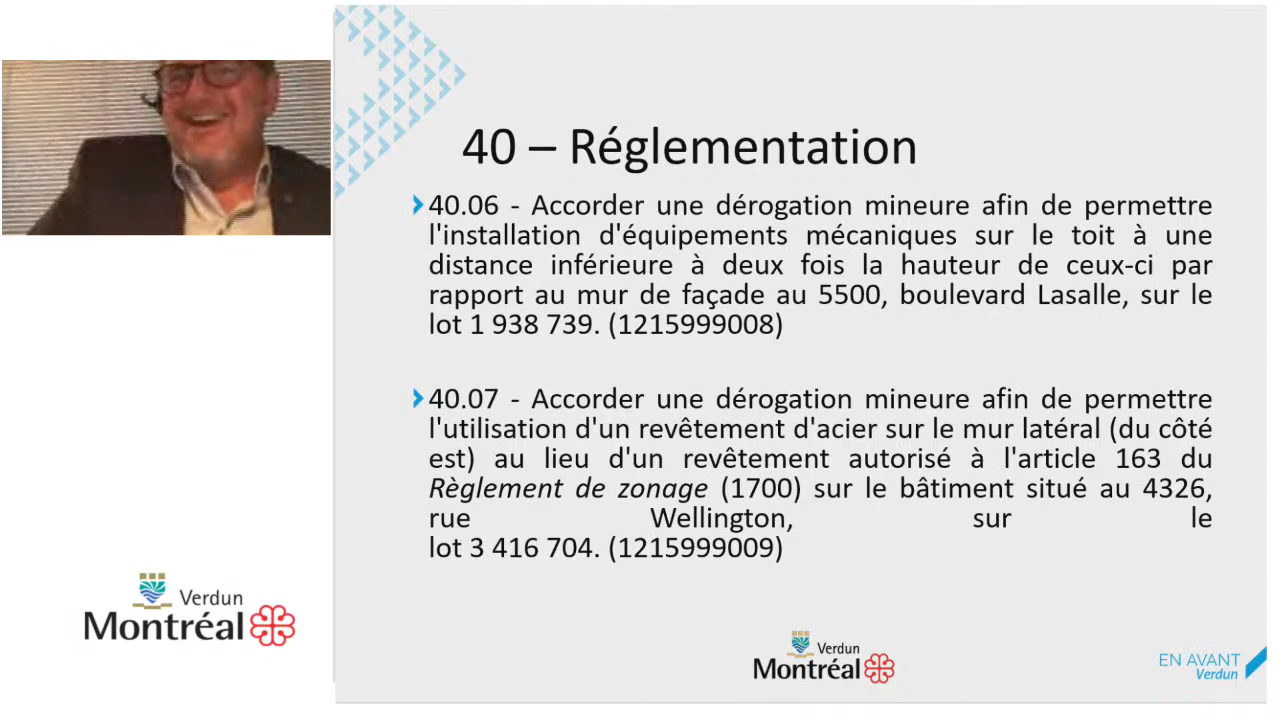 40 – Réglementation
40.06 - Accorder une dérogation mineure afin de permettre
l'installation d'équipements mécaniques sur le toit à une
distance inférieure à deux fois la hauteur de ceux-ci par
rapport au mur de façade au 5500, boulevard Lasalle, sur le
lot 1 938 739. (1215999008)
40.07 - Accorder une dérogation mineure afin de permettre
l'utilisation d'un revêtement d'acier sur le mur latéral (du côté
est) au lieu d'un revêtement autorisé à l'article 163 du
Règlement de zonage (1700) sur le bâtiment situé au 4326,
rue Wellington, sur le
lot 3 416 704. (1215999009)
Verdun
Montréal
Verdun
Montréal
EN AVANT
Verdun